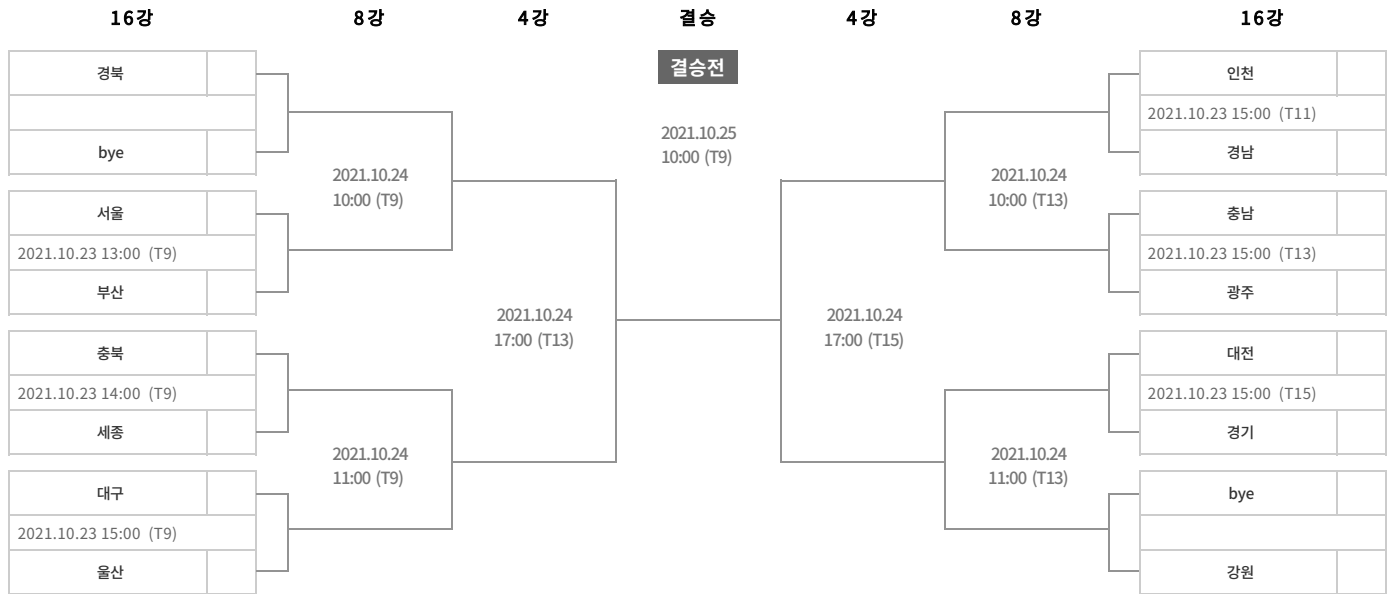 16강
8강
4강
결승
4강
8강
16강
결승전
경북
bye
서울
2021.10.23 13:00 (T9)
부산
충북
2021.10.23 14:00 (T9)
세종
대구
2021.10.23 15:00 (T9)
울산
2021.10.24
10:00 (T9)
2021.10.24
11:00 (T9)
2021.10.24
17:00 (T13)
2021.10.25
10:00 (T9)
2021.10.24
17:00 (T15)
2021.10.24
10:00 (T13)
2021.10.24
11:00 (T13)
인천
2021.10.23 15:00 (T11)
경남
충남
2021.10.23 15:00 (T13)
광주
대전
2021.10.23 15:00 (T15)
경기
bye
강원